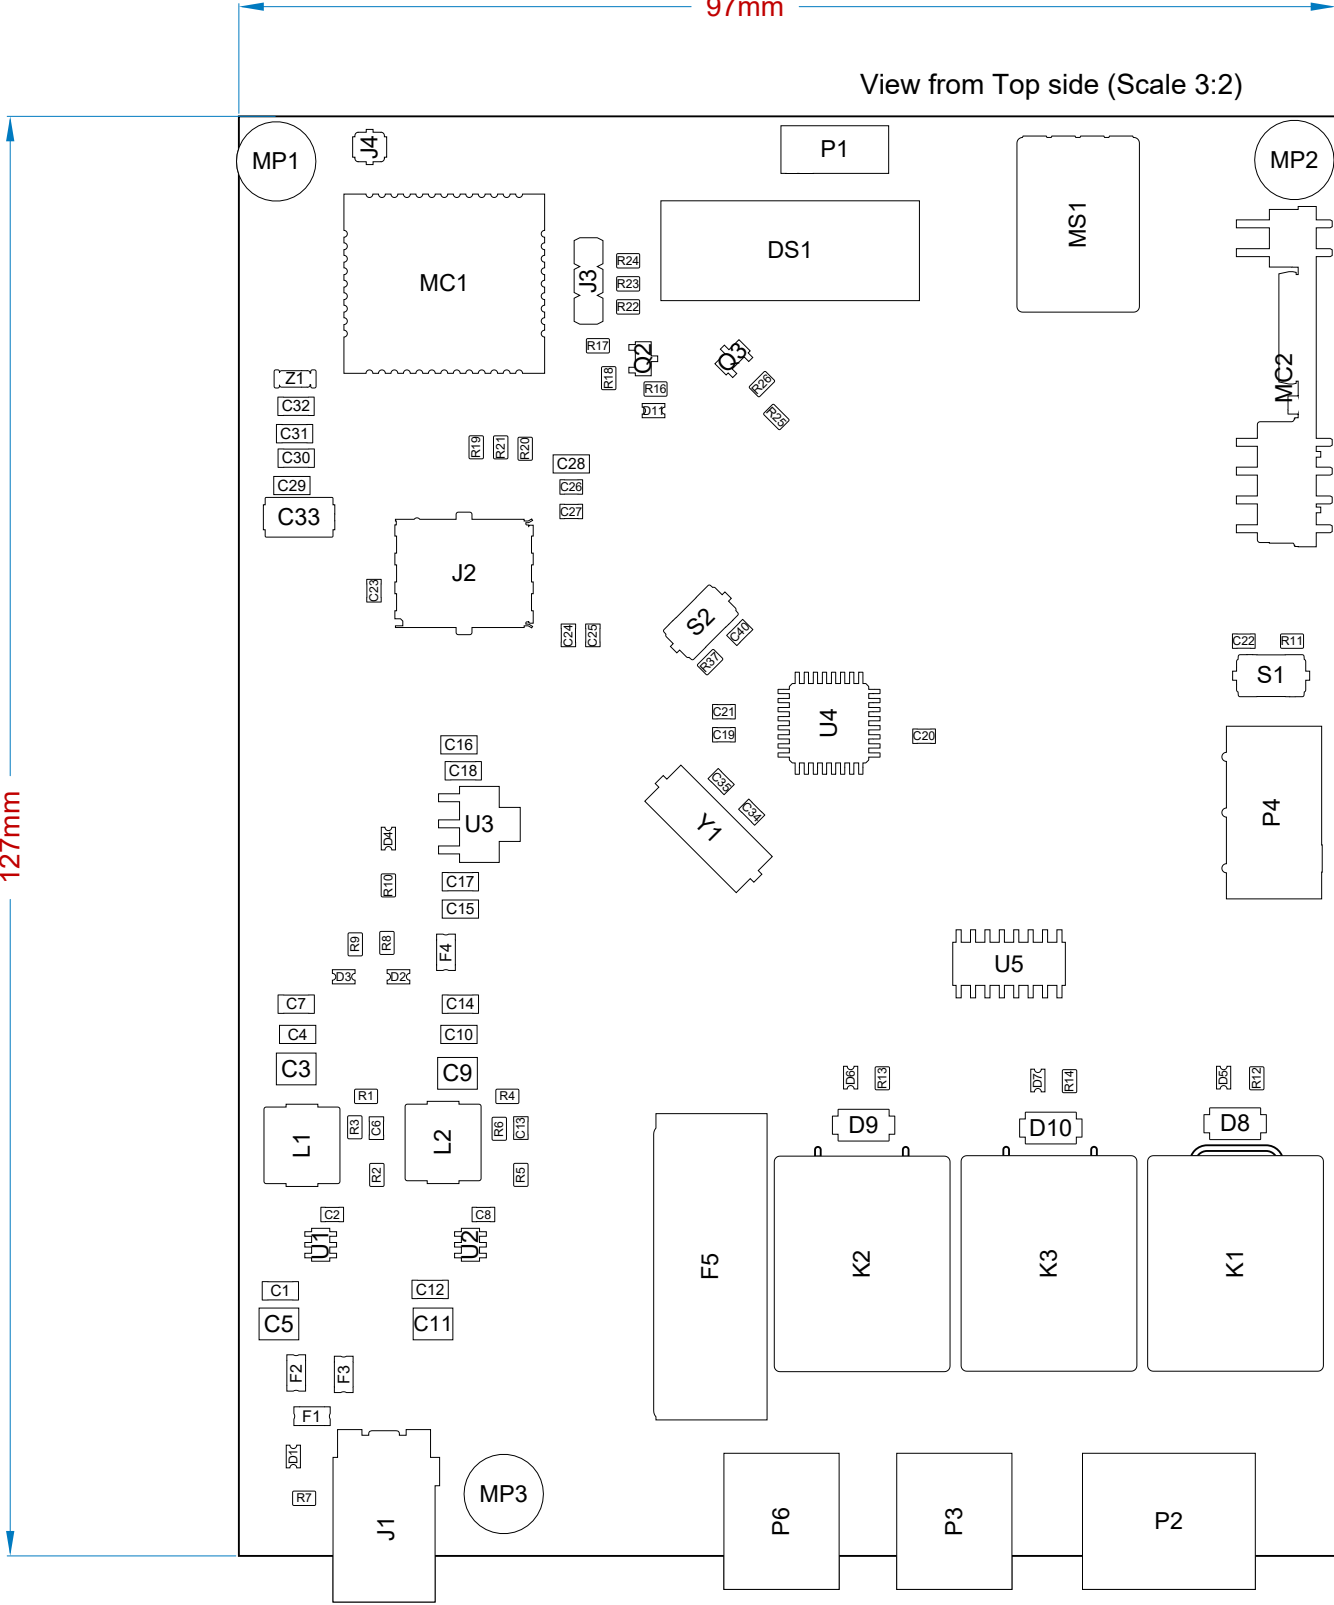 97mm
View from Top side (Scale 3:2)
MP1
J4
P1
MS1
MP2
MC1
J3
R24
R23
R22
DS1
MC2
R17
Q2
Q3
R18
R16
R26
D11
R25
Z1
C32
C31
C30
C29
C33
R19
R21
R20
C28
C26
C27
J2
C23
C24
C25
S2
C40
R37
C22
R11
S1
C21
C19
U4
C20
C16
C18
U3
C35
C34
Y1
P4
127mm
D4
R10
C17
C15
R9
R8
F4
D3
D2
U5
C7
C14
C4
C10
C3
C9
D6
R13
D7
R14
D5
R12
R1
R4
D9
D10
D8
L1
R3
C6
L2
R6
C13
R2
R5
C2
C8
U1
U2
F5
K2
K3
K1
C1
C12
C5
C11
F2
F3
F1
D1
R7
J1
MP3
P6
P3
P2